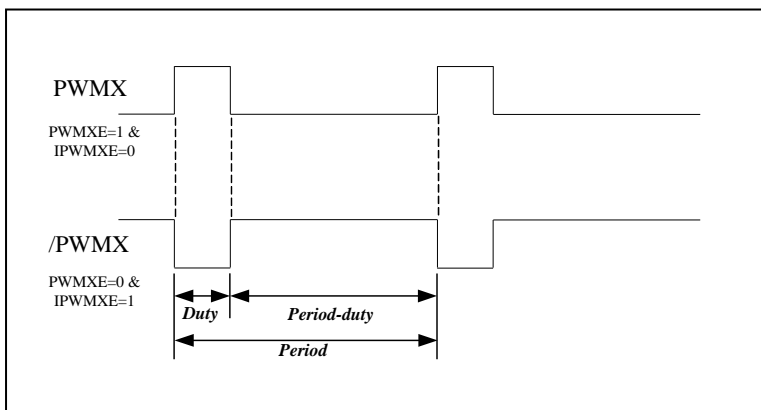 PWMX
PWMXE=1 &
IPWMXE=0
/PWMX
PWMXE=0 &
IPWMXE=1
Duty
Period-duty
Period